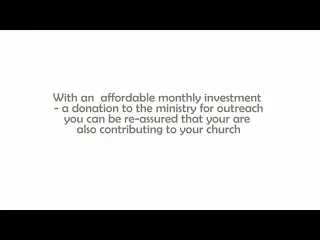 With an affordable monthly investment
- a donation to the ministry for outreach
you can be re-assured that your are
also contributing to your church